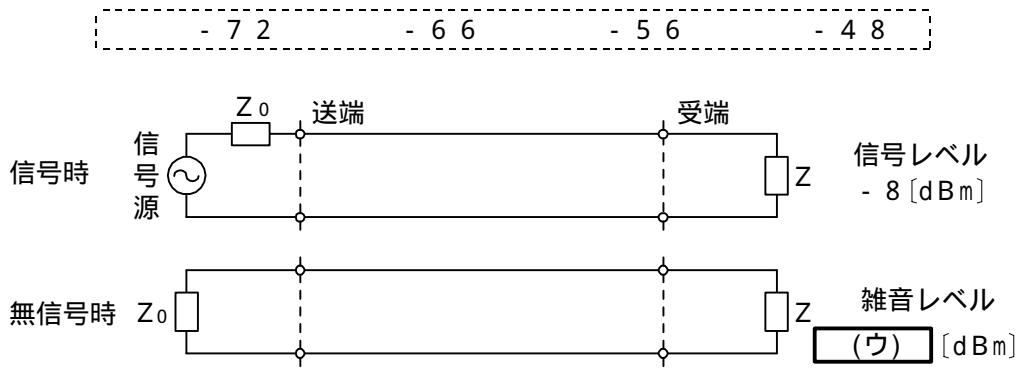 -72 -66 -56 -48
Z0 送端 受端
信号時 信号源 Z 信号レベル
-8[dBm]
無信号時 Z0 Z 雑音レベル
(ウ) [dBm]